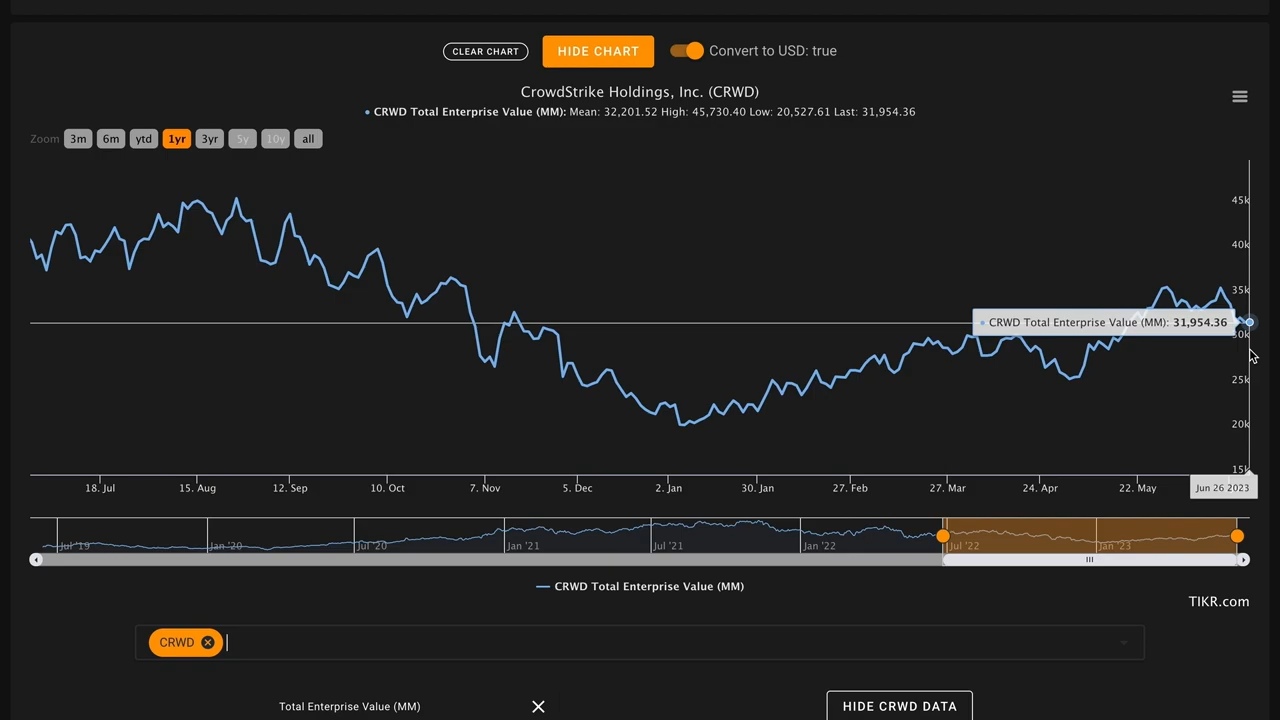 CLEAR CHART
HIDE CHART
Convert to USD: true
CrowdStrike Holdings, Inc. (CRWD)
CRWD Total Enterprise Value (MM): Mean: 32,201.52 High: 45,730.40 Low: 20,527.61 Last: 31,954.36
Zoom 3m 6m ytd 1yr 3yr 5y 10y all
45k
40k
35k
CRWD Total Enterprise Value (MM): 31,954.36
30k
25k
20k
15k
18. Jul 15. Aug 12. Sep 10. Oct 7. Nov 5. Dec 2. Jan 30. Jan 27. Feb 27. Mar 24. Apr 22. May Jun 26 2023
Jul '19 Jan '20 Jul '20 Jan '21 Jul '21 Jan '22 Jul '22 Jan '23
CRWD Total Enterprise Value (MM)
TIKR.com
CRWD
Total Enterprise Value (MM)
HIDE CRWD DATA